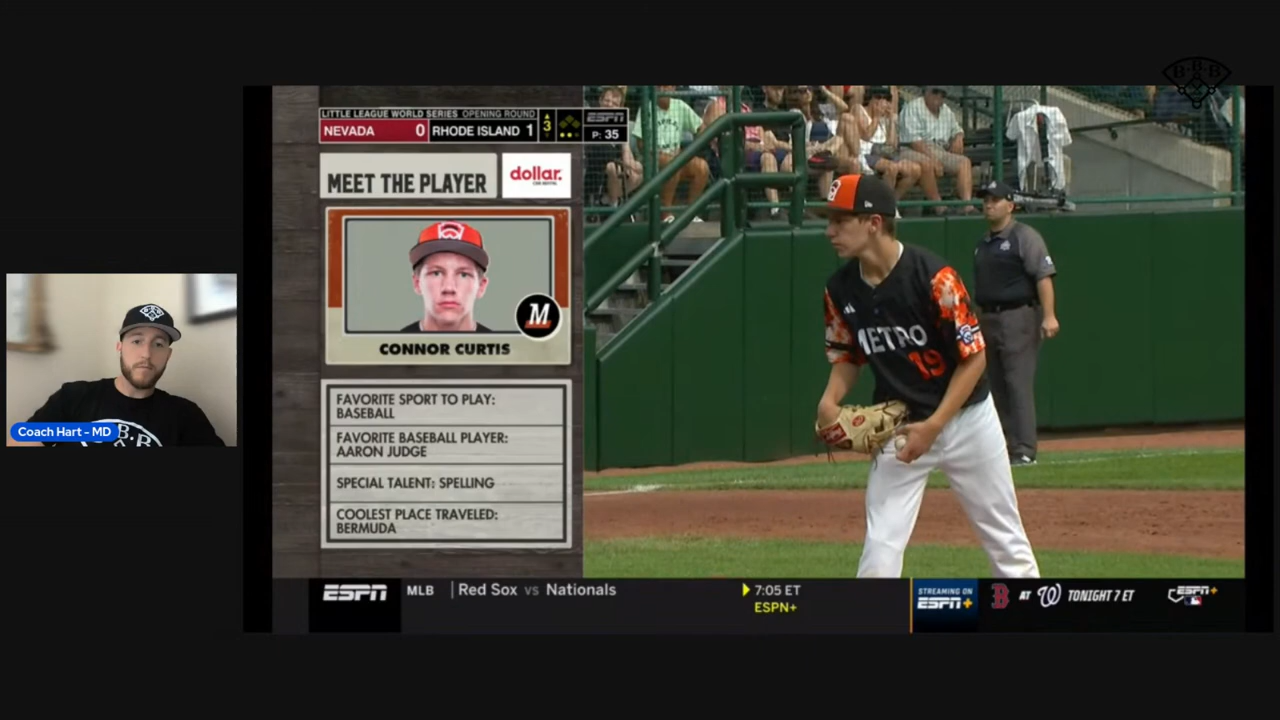 B·B·B
LITTLE LEAGUE WORLD SERIES OPENING ROUND
NEVADA 0 RHODE ISLAND 1 3 ESPN P: 35
MEET THE PLAYER
dollar.
CAR RENTAL
M
CONNOR CURTIS
FAVORITE SPORT TO PLAY:
BASEBALL
FAVORITE BASEBALL PLAYER:
AARON JUDGE
SPECIAL TALENT: SPELLING
COOLEST PLACE TRAVELED:
BERMUDA
METRO
19
Coach Hart - MD
ESPN MLB Red Sox vs Nationals 7:05 ET
ESPN+
STREAMING ON
ESPN+
B AT W TONIGHT 7 ET ESPN+